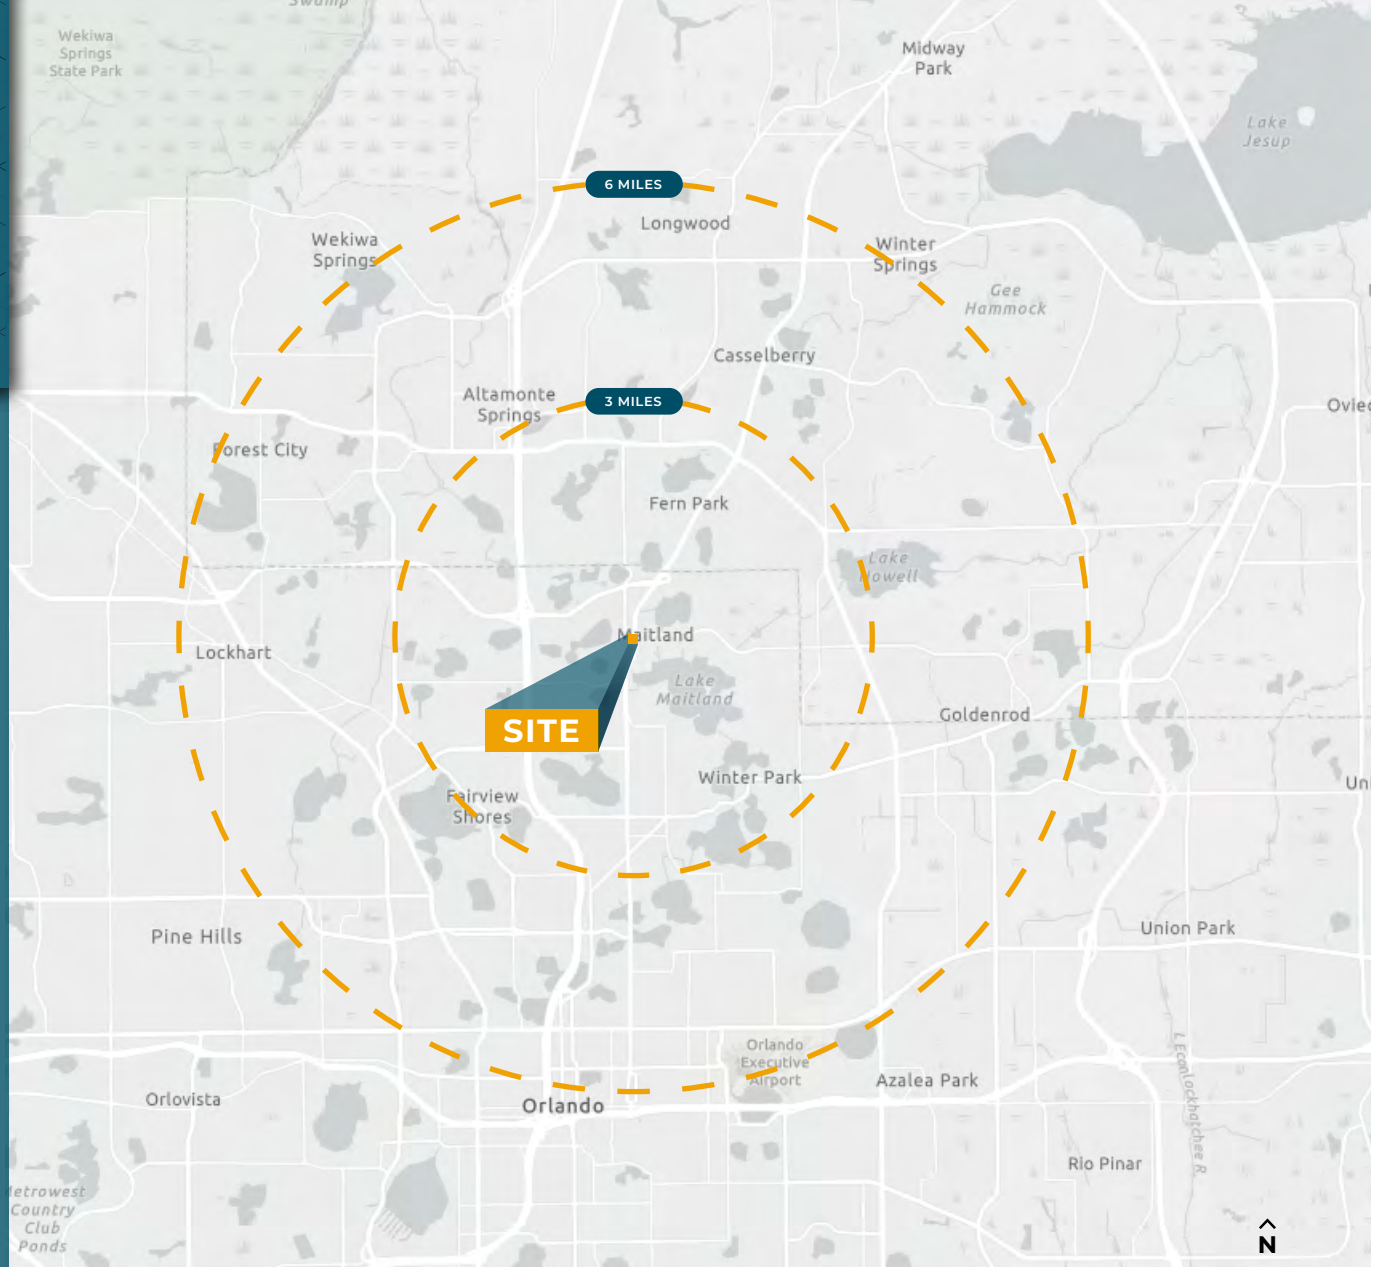 Swamp
Wekiwa
Springs
State Park
Midway
Park
Lake
Jesup
6 MILES
Longwood
Wekiwa
Springs
Winter
Springs
Gee
Hammock
Casselberry
Altamonte
Springs
3 MILES
Forest City
Fern Park
Lake
Howell
Maitland
Lockhart
Lake
Maitland
Goldenrod
SITE
Winter Park
Fairview
Shores
Pine Hills
Union Park
Orlando
Executive
Airport
Azalea Park
Orlovista
Orlando
L Econlockhatchee R
Rio Pinar
Country
Club
Ponds
N